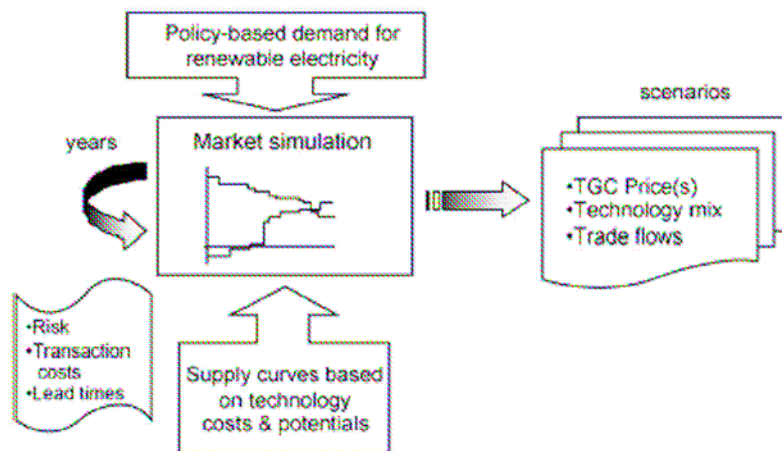 Policy-based demand for
renewable electricity
scenarios
years
Market simulation
•TGC Price(s)
•Technology mix
•Trade flows
•Risk
•Transaction
costs
•Lead times
Supply curves based
on technology
costs & potentials